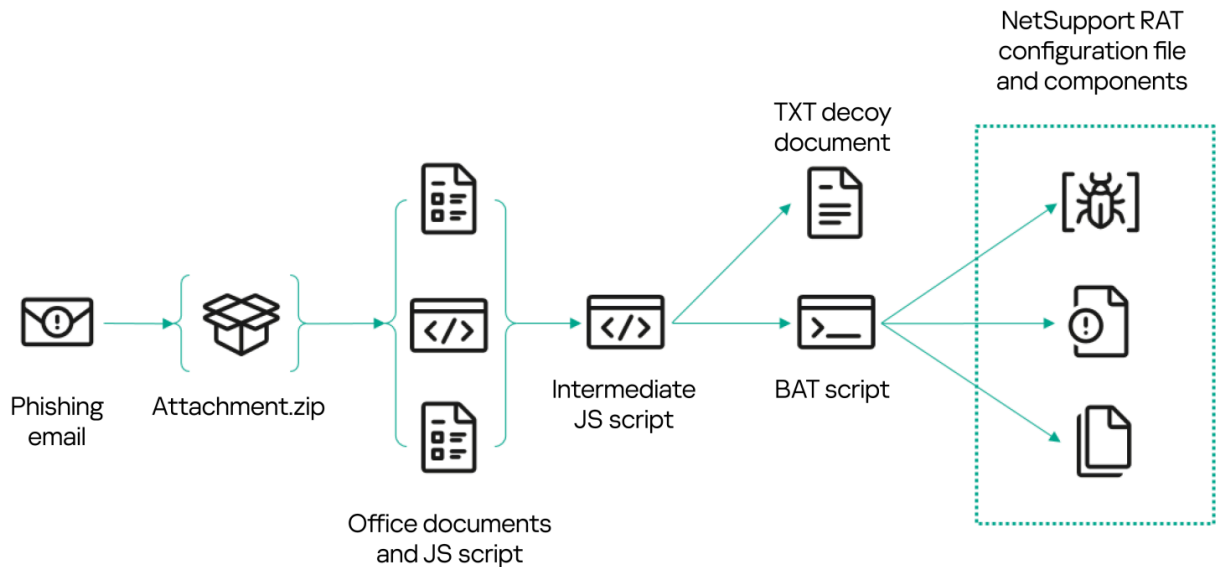 NetSupport RAT
configuration file
and components
TXT decoy
document
Phishing
email
Attachment.zip
Office documents
and JS script
Intermediate
JS script
BAT script